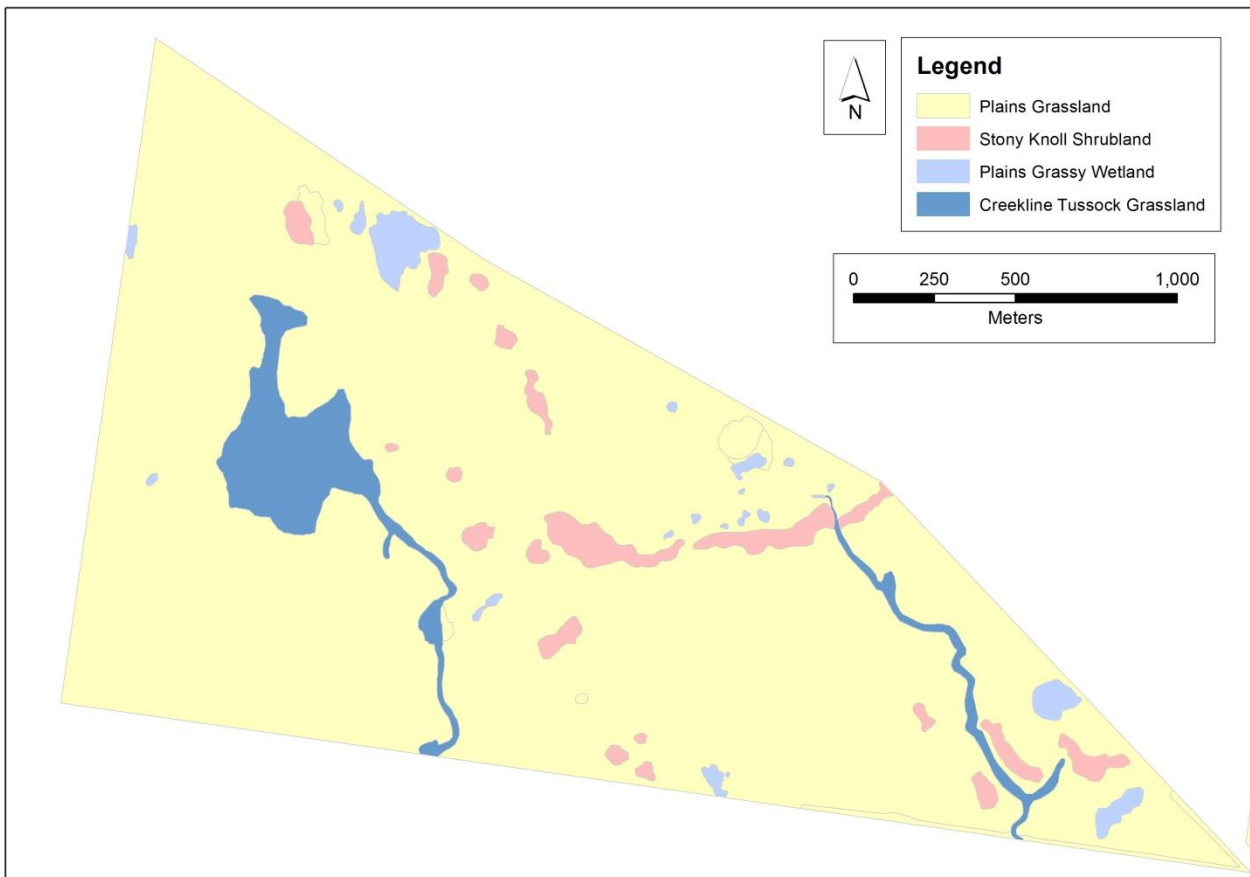 N
Legend
Plains Grassland
Stony Knoll Shrubland
Plains Grassy Wetland
Creekline Tussock Grassland
0 250 500 1,000
Meters